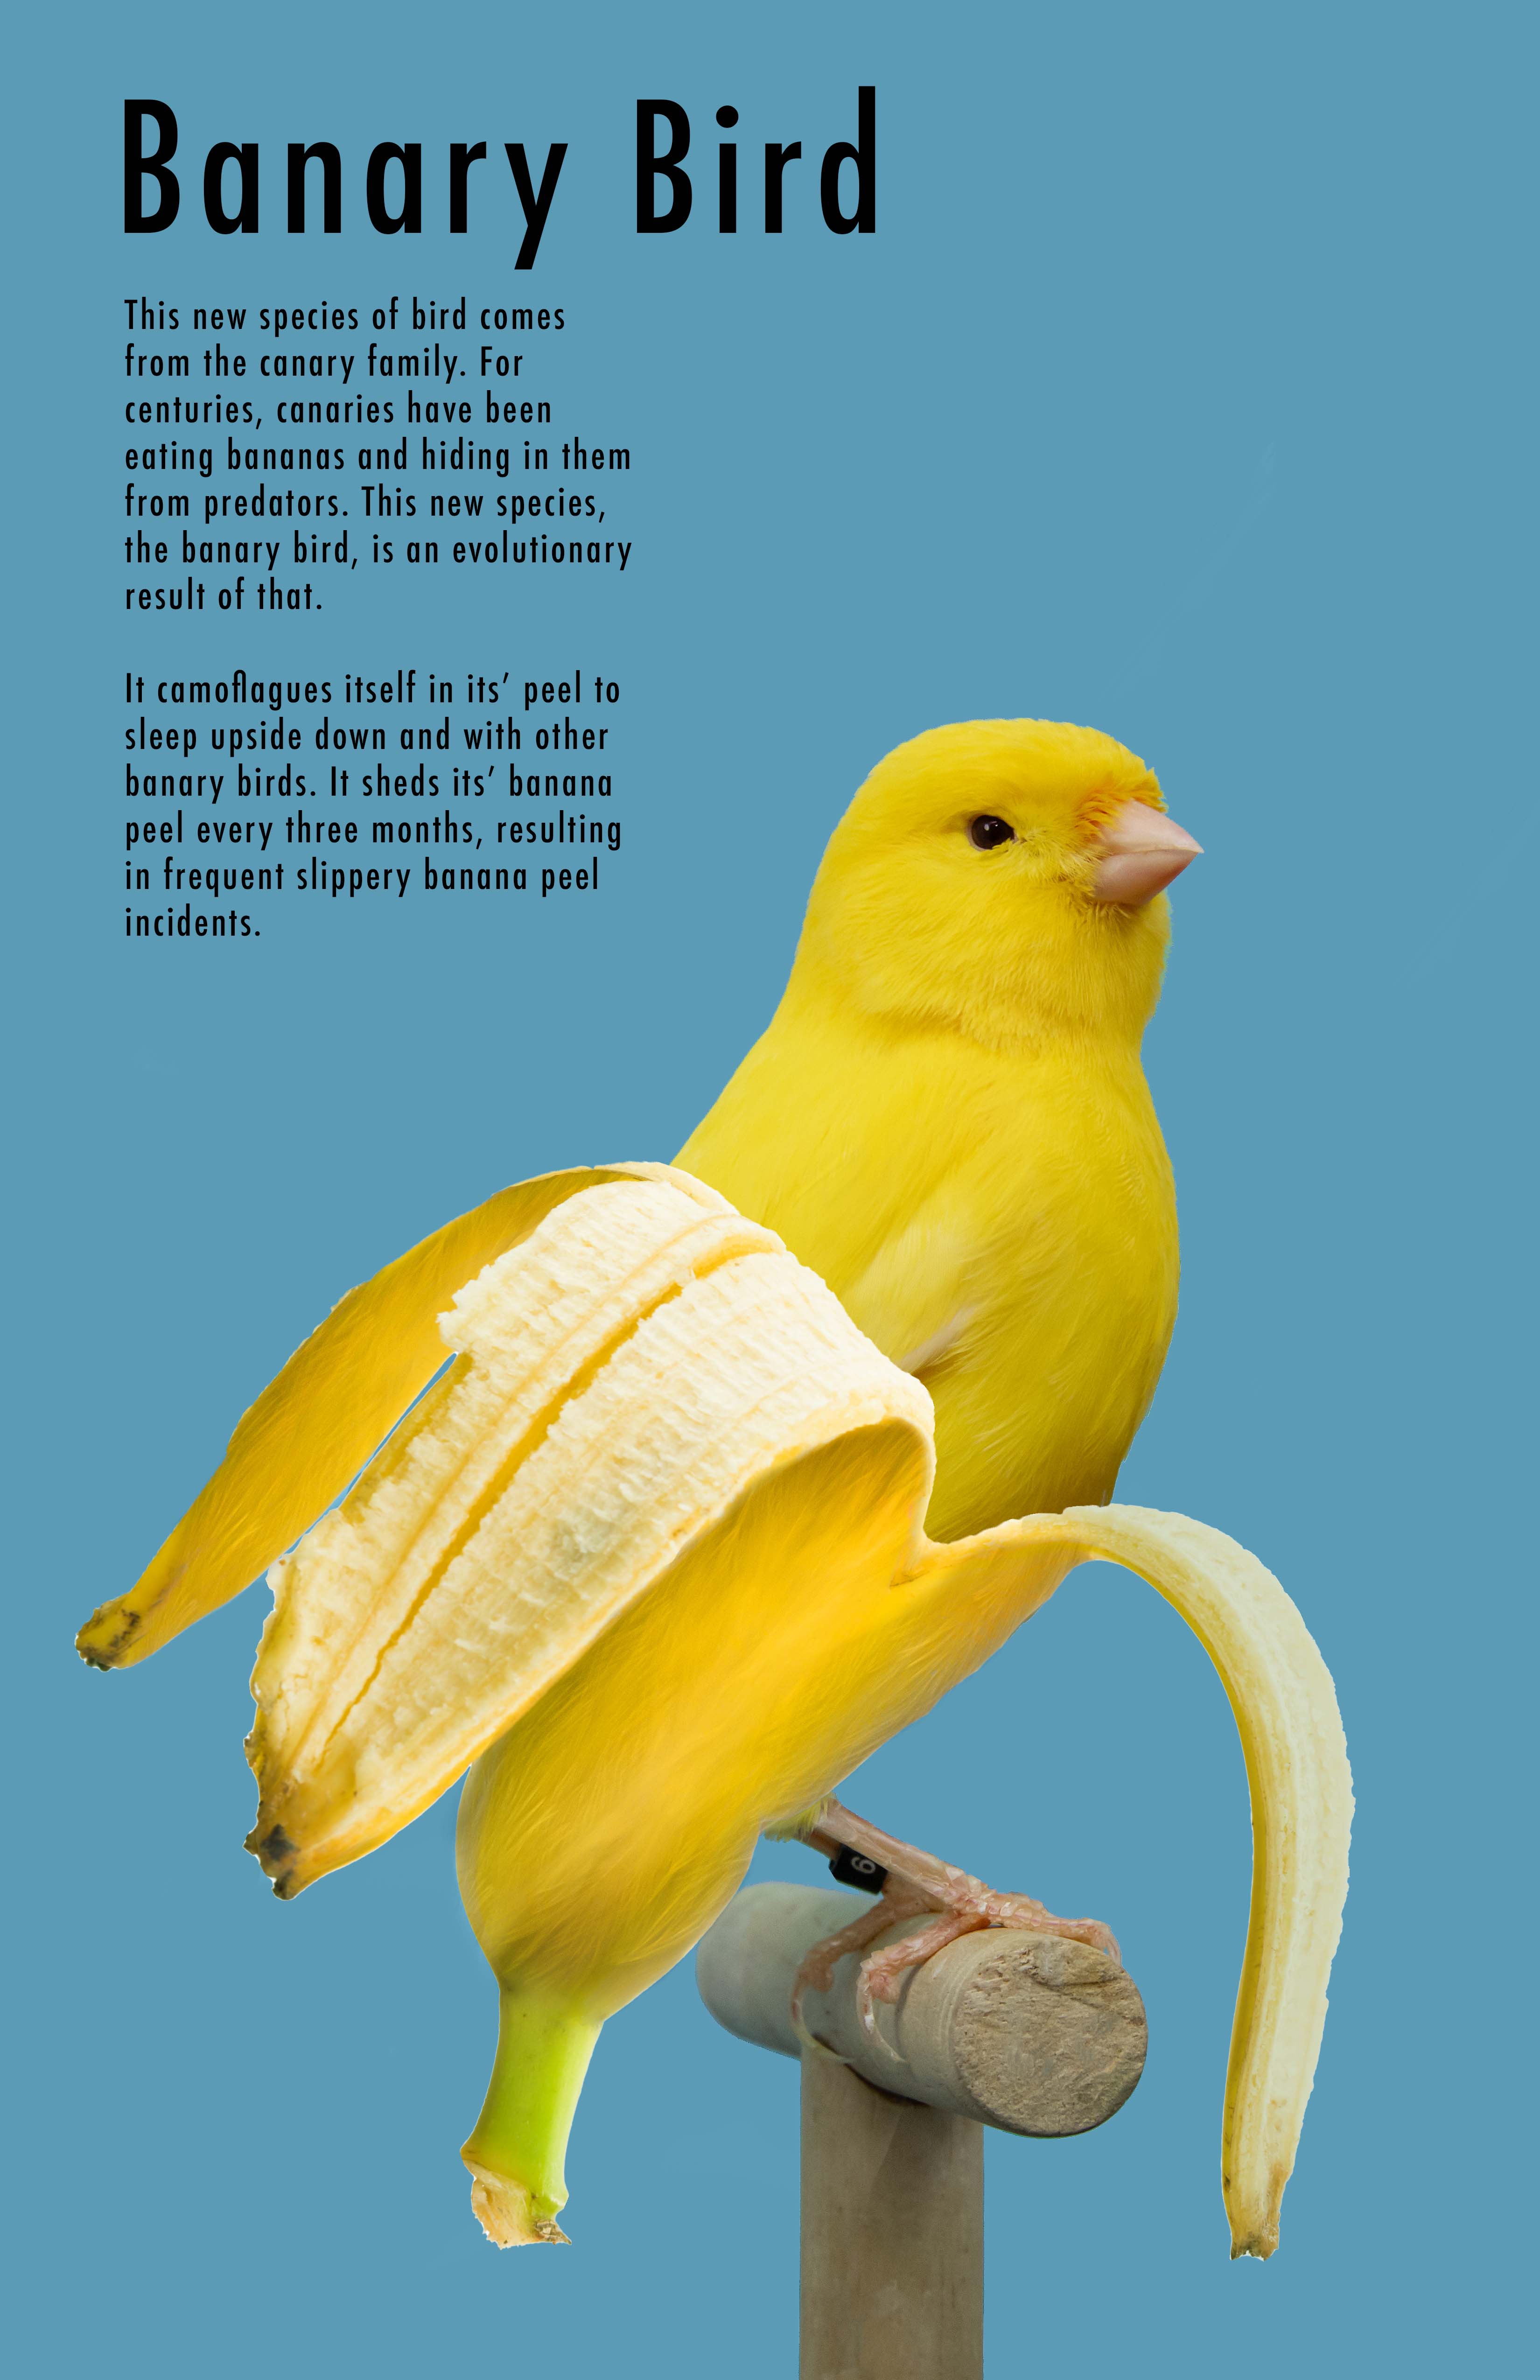 Banary Bird
This new species of bird comes
from the canary family. For
centuries, canaries have been
eating bananas and hiding in them
from predators. This new species,
the banary bird, is an evolutionary
result of that.
It camoflagues itself in its’ peel to
sleep upside down and with other
banary birds. It sheds its’ banana
peel every three months, resulting
in frequent slippery banana peel
incidents.
6